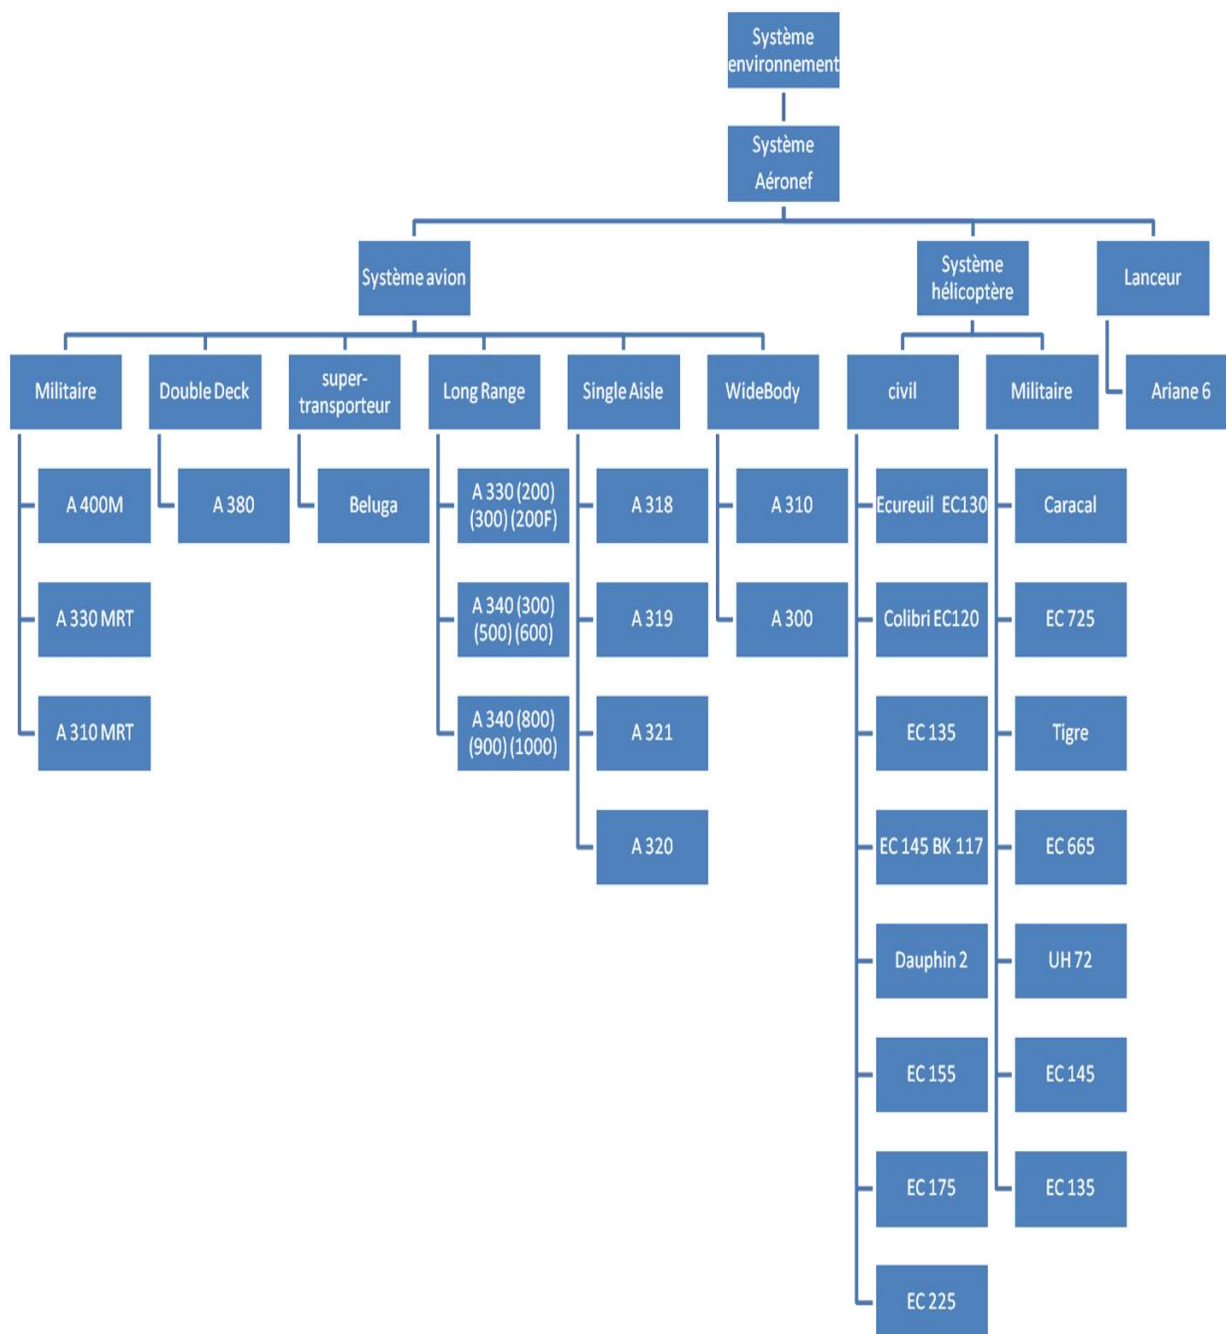 Système
environnement
Système
Aéronef
Système avion
Système
hélicoptère
Lanceur
Militaire
Double Deck
super-
transporteur
Long Range
Single Aisle
WideBody
civil
Militaire
Ariane 6
A 400M
A 380
Beluga
A 330 (200)
(300) (200F)
A 318
A 310
Ecureuil EC130
Caracal
A 330 MRT
A 340 (300)
(500) (600)
A 319
A 300
Colibri EC120
EC 725
A 310 MRT
A 340 (800)
(900) (1000)
A 321
EC 135
Tigre
A 320
EC 145 BK 117
EC 665
Dauphin 2
UH 72
EC 155
EC 145
EC 175
EC 135
EC 225